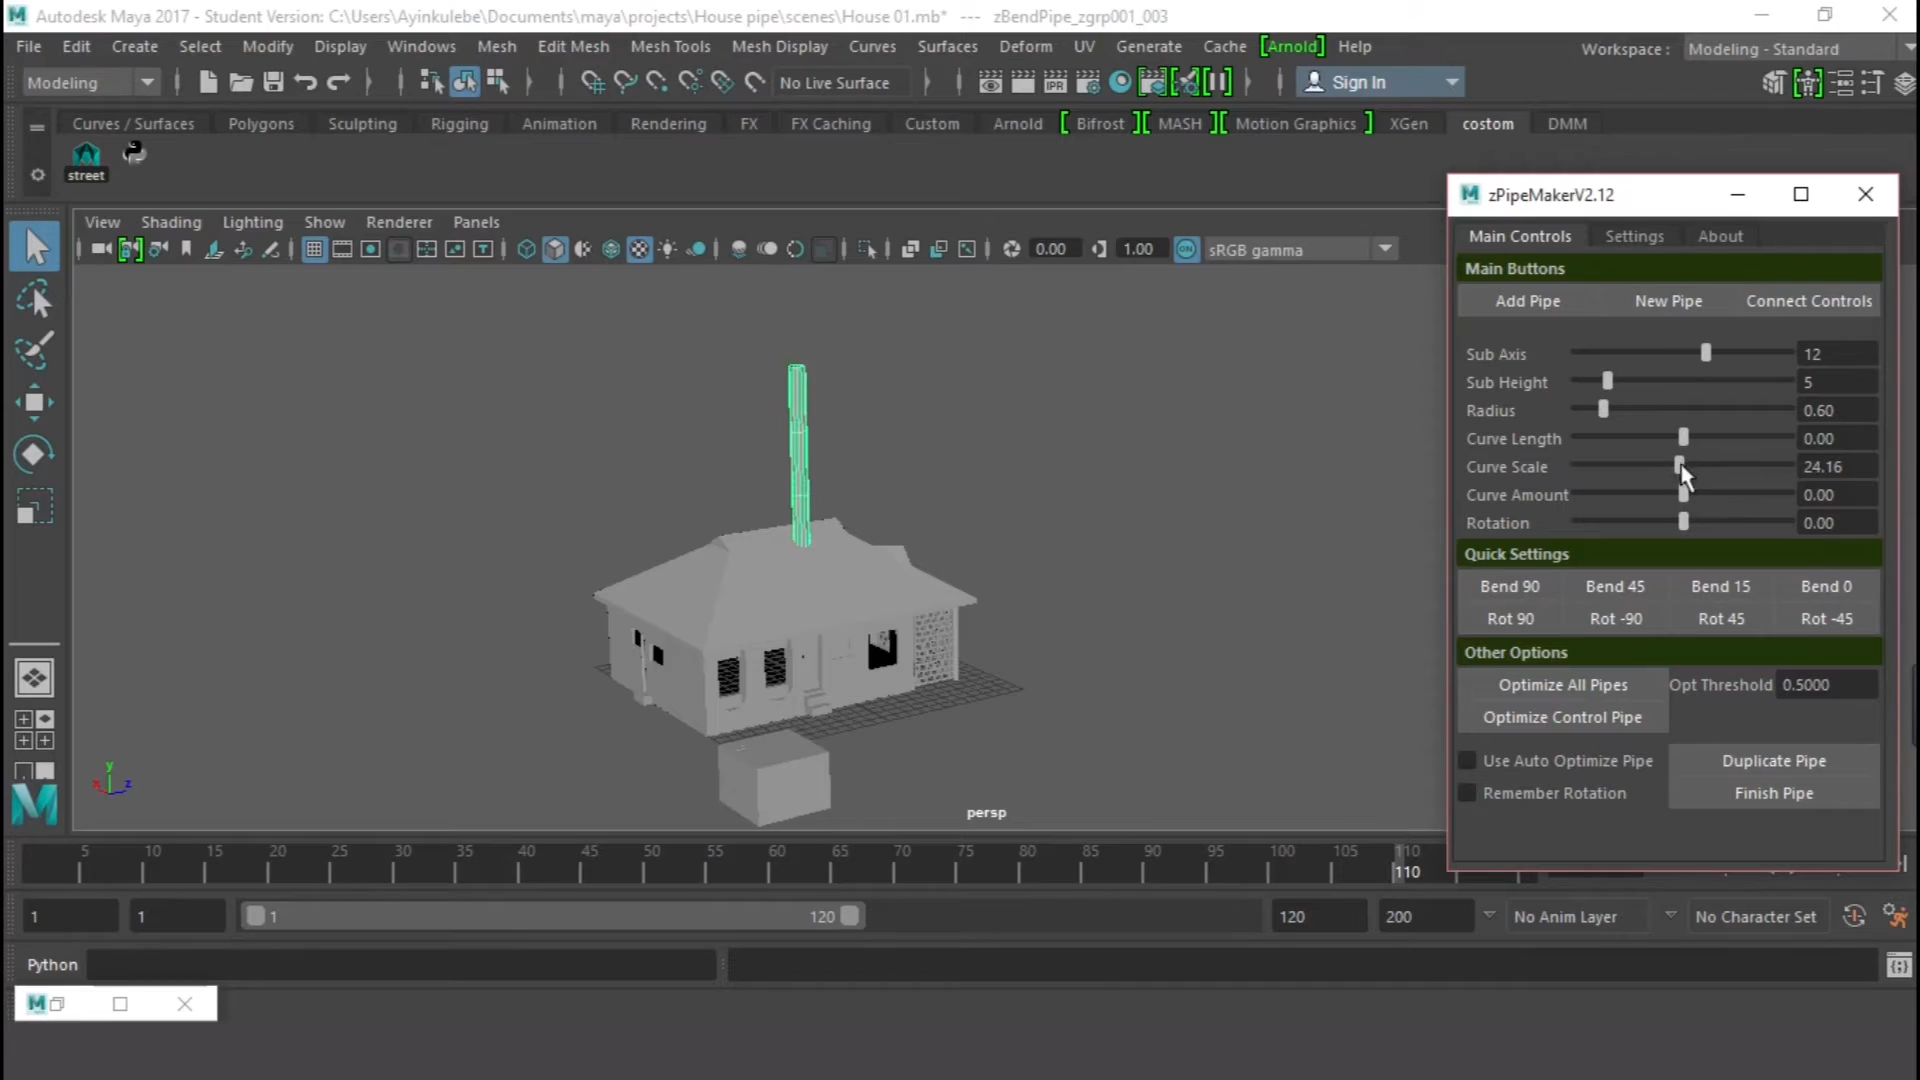 Autodesk Maya 2017 - Student Version: C:\Users\Ayinkulebe\Documents\maya\projects\House pipe\scenes\House 01.mb* --- zBendPipe_zgrp001_003
File Edit Create Select Modify Display Windows Mesh Edit Mesh Mesh Tools Mesh Display Curves Surfaces Deform UV Generate Cache [Arnold] Help Workspace : Modeling - Standard
Modeling No Live Surface IPR Sign In
Curves / Surfaces Polygons Sculpting Rigging Animation Rendering FX FX Caching Custom Arnold [ Bifrost ] [ MASH ] [ Motion Graphics ] XGen costom DMM
street
zPipeMakerV2.12
View Shading Lighting Show Renderer Panels
0.00 1.00 ON sRGB gamma
Main Controls Settings About
Main Buttons
Add Pipe New Pipe Connect Controls
Sub Axis 12
Sub Height 5
Radius 0.60
Curve Length 0.00
Curve Scale 24.16
Curve Amount 0.00
Rotation 0.00
Quick Settings
Bend 90 Bend 45 Bend 15 Bend 0
Rot 90 Rot -90 Rot 45 Rot -45
Other Options
Optimize All Pipes Opt Threshold 0.5000
Optimize Control Pipe
Use Auto Optimize Pipe Duplicate Pipe
Remember Rotation Finish Pipe
y
x z
persp
5 10 15 20 25 30 35 40 45 50 55 60 65 70 75 80 85 90 95 100 105 110
110
1 1 1 120 120 200 No Anim Layer No Character Set
Python